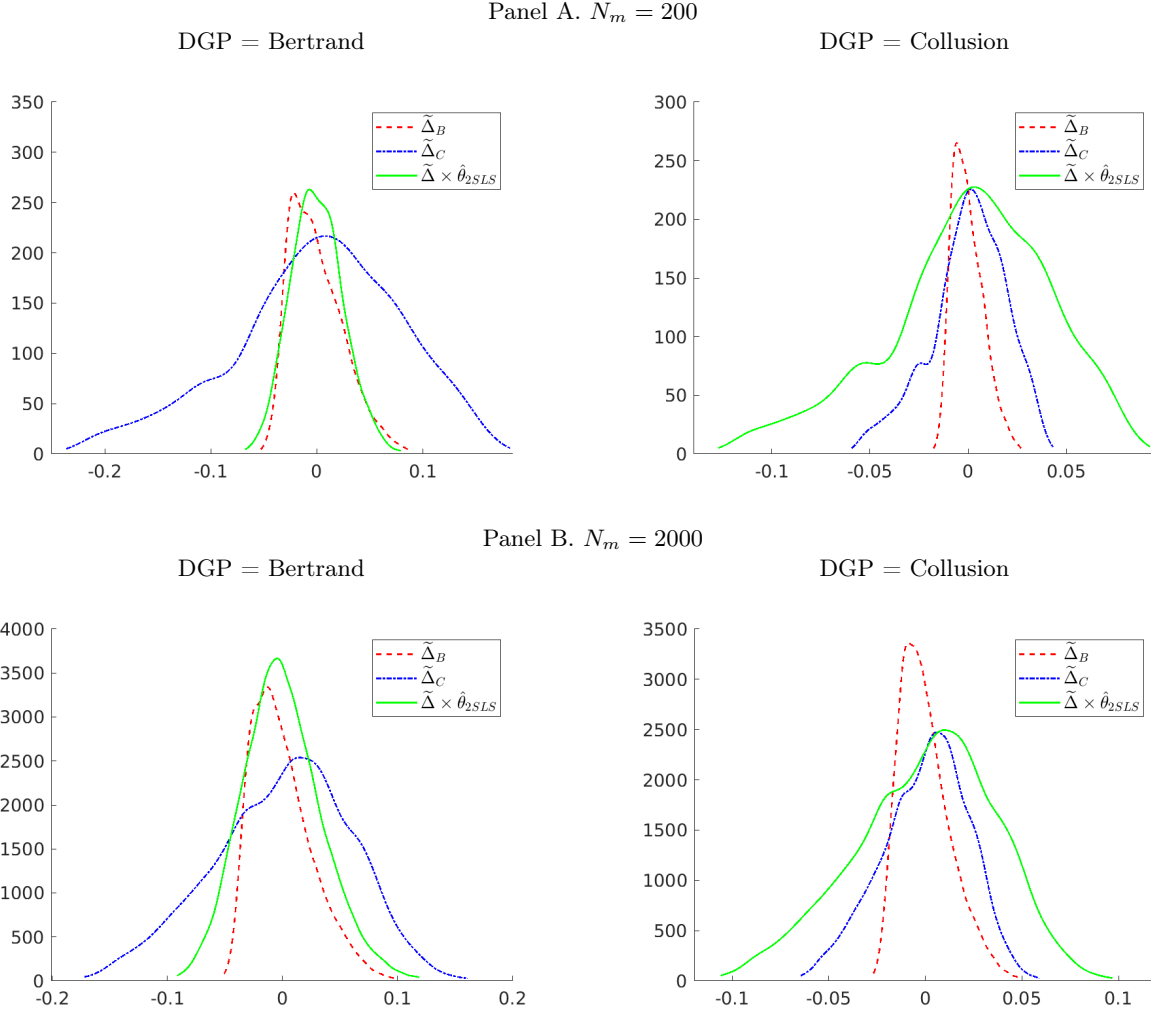 Panel A. N_m = 200
DGP = Bertrand
DGP = Collusion
350
300
250
200
150
100
50
0
-0.2
-0.1
0
0.1
Δ̃_B
Δ̃_C
Δ̃ × θ̂_2SLS
300
250
200
150
100
50
0
-0.1
-0.05
0
0.05
Δ̃_B
Δ̃_C
Δ̃ × θ̂_2SLS
Panel B. N_m = 2000
DGP = Bertrand
DGP = Collusion
4000
3500
3000
2500
2000
1500
1000
500
0
-0.2
-0.1
0
0.1
0.2
Δ̃_B
Δ̃_C
Δ̃ × θ̂_2SLS
3500
3000
2500
2000
1500
1000
500
0
-0.1
-0.05
0
0.05
0.1
Δ̃_B
Δ̃_C
Δ̃ × θ̂_2SLS